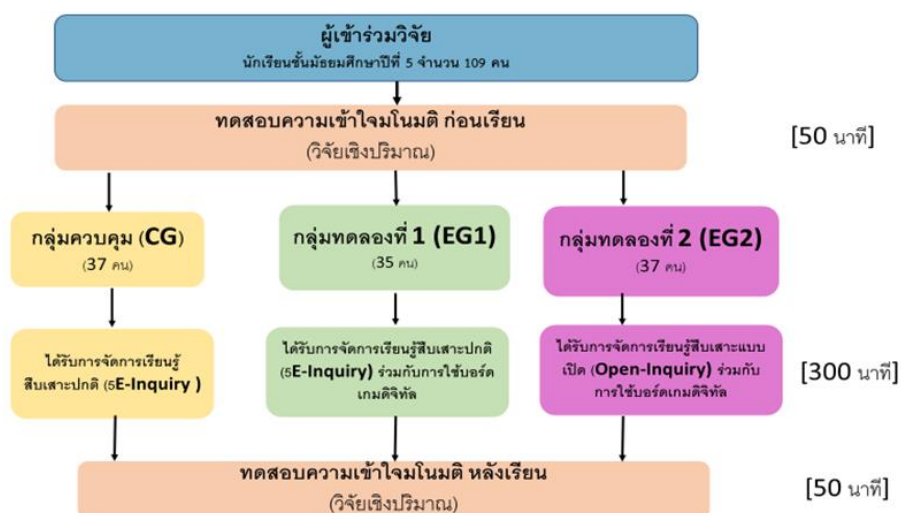 ผู้เข้าร่วมวิจัย
นักเรียนชั้นมัธยมศึกษาปีที่ 5 จำนวน 109 คน
ทดสอบความเข้าใจมโนมติ ก่อนเรียน
(วิจัยเชิงปริมาณ)
[50 นาที]
กลุ่มควบคุม (CG)
(37 คน)
กลุ่มทดลองที่ 1 (EG1)
(35 คน)
กลุ่มทดลองที่ 2 (EG2)
(37 คน)
ได้รับการจัดการเรียนรู้
สืบเสาะปกติ (5E-Inquiry )
ได้รับการจัดการเรียนรู้สืบเสาะปกติ
(5E-Inquiry) ร่วมกับการใช้บอร์ด
เกมดิจิทัล
ได้รับการจัดการเรียนรู้สืบเสาะแบบ
เปิด (Open-Inquiry) ร่วมกับ
การใช้บอร์ดเกมดิจิทัล
[300 นาที]
ทดสอบความเข้าใจมโนมติ หลังเรียน
(วิจัยเชิงปริมาณ)
[50 นาที]